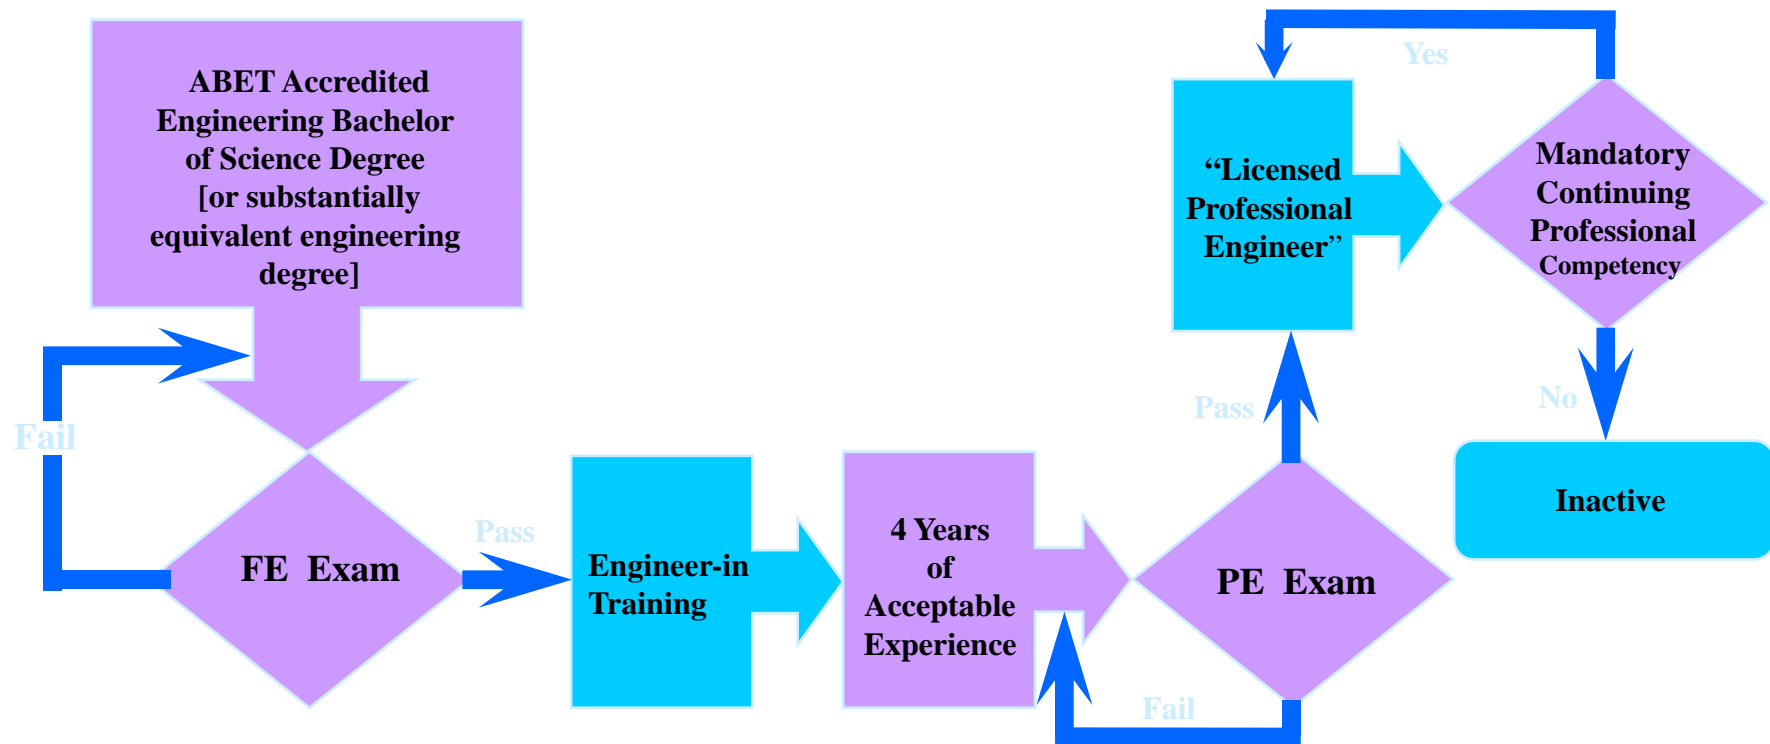 ABET Accredited
Engineering Bachelor
of Science Degree
[or substantially
equivalent engineering
degree]
Fail
FE Exam
Pass
Engineer-in
Training
4 Years
of
Acceptable
Experience
PE Exam
Fail
Pass
“Licensed
Professional
Engineer”
Yes
Mandatory
Continuing
Professional
Competency
No
Inactive